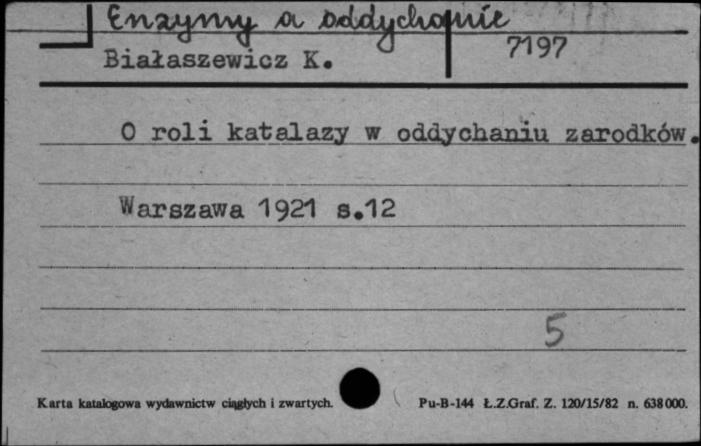 Enzymy a oddychanie
7197
Białaszewicz K.
O roli katalazy w oddychaniu zarodków.
Warszawa 1921 s.12
5
Karta katalogowa wydawnictw ciągłych i zwartych.
Pu-B-144 Ł.Z.Graf. Z. 120/15/82 n. 638000.